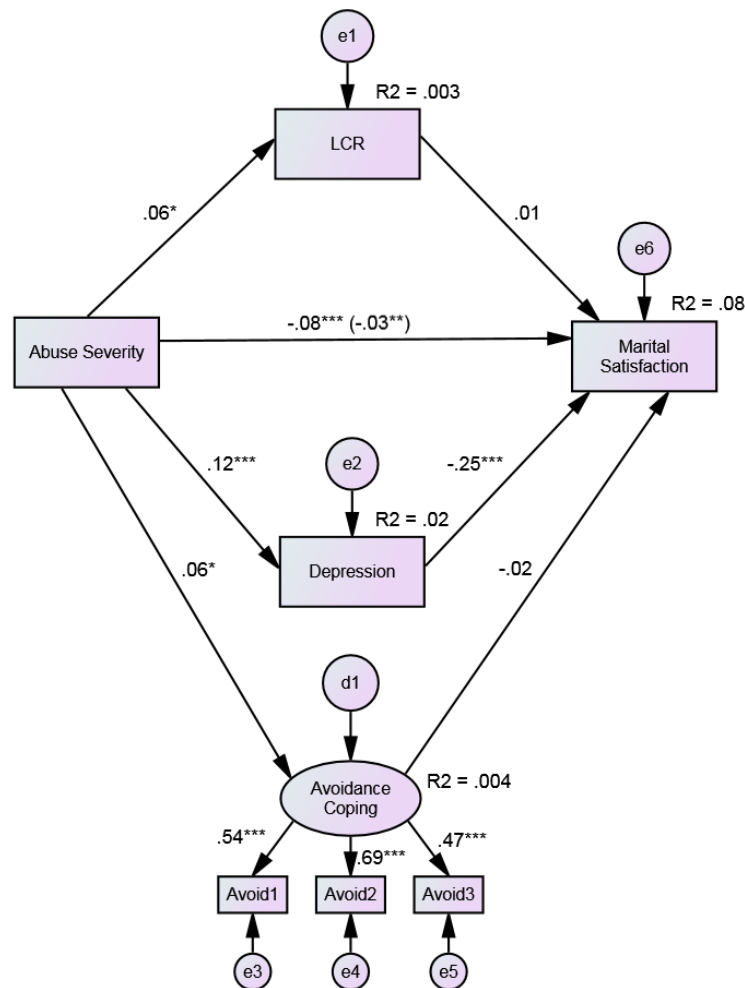 e1
R2 = .003
LCR
.06*
.01
e6
R2 = .08
-.08*** (-.03**)
Abuse Severity
Marital
Satisfaction
.12***
e2
-.25***
R2 = .02
.06*
Depression
-.02
d1
Avoidance
Coping
R2 = .004
.54***
.69***
.47***
Avoid1
Avoid2
Avoid3
e3
e4
e5